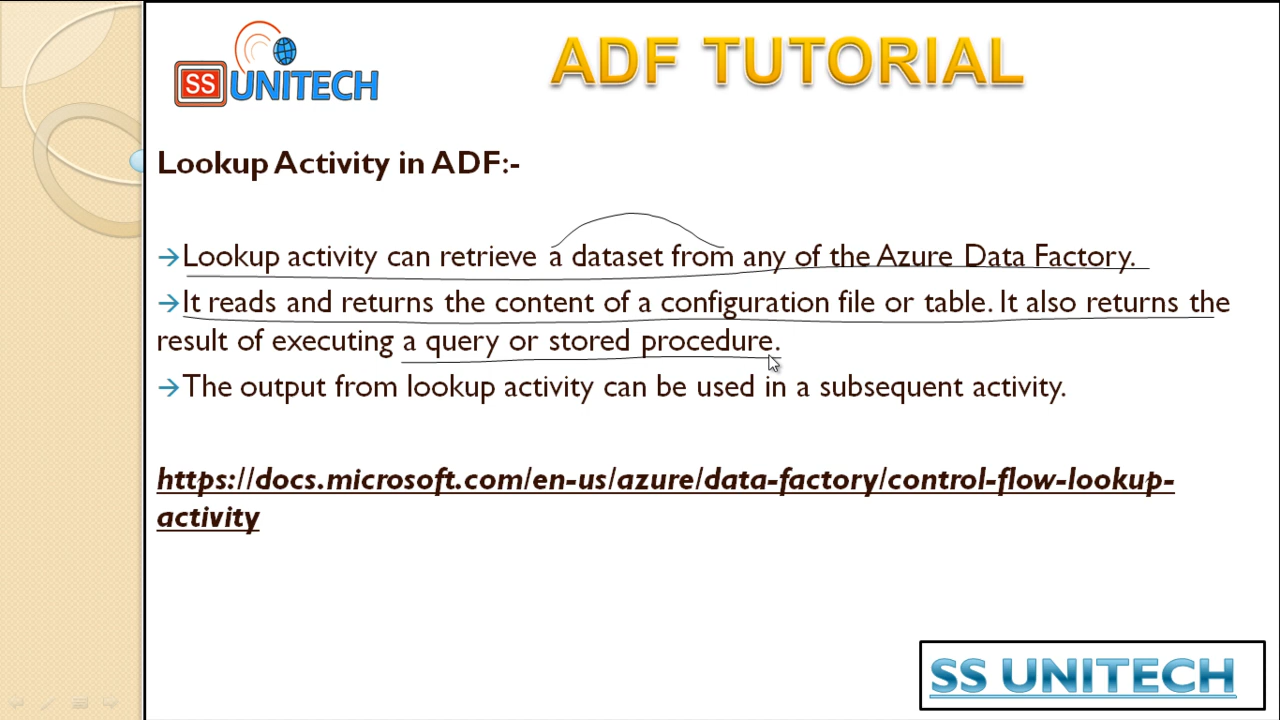 SS UNITECH
ADF TUTORIAL
Lookup Activity in ADF:-
→Lookup activity can retrieve a dataset from any of the Azure Data Factory.
→It reads and returns the content of a configuration file or table. It also returns the
result of executing a query or stored procedure.
→The output from lookup activity can be used in a subsequent activity.
https://docs.microsoft.com/en-us/azure/data-factory/control-flow-lookup-
activity
SS UNITECH